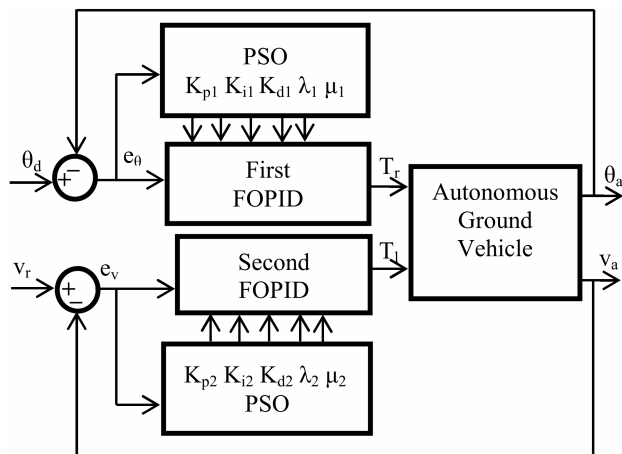 PSO
Kp1 Ki1 Kd1 λ1 μ1
θd
+
−
eθ
First
FOPID
Tr
Autonomous
Ground
Vehicle
θa
vr
+
−
ev
Second
FOPID
Tl
va
Kp2 Ki2 Kd2 λ2 μ2
PSO